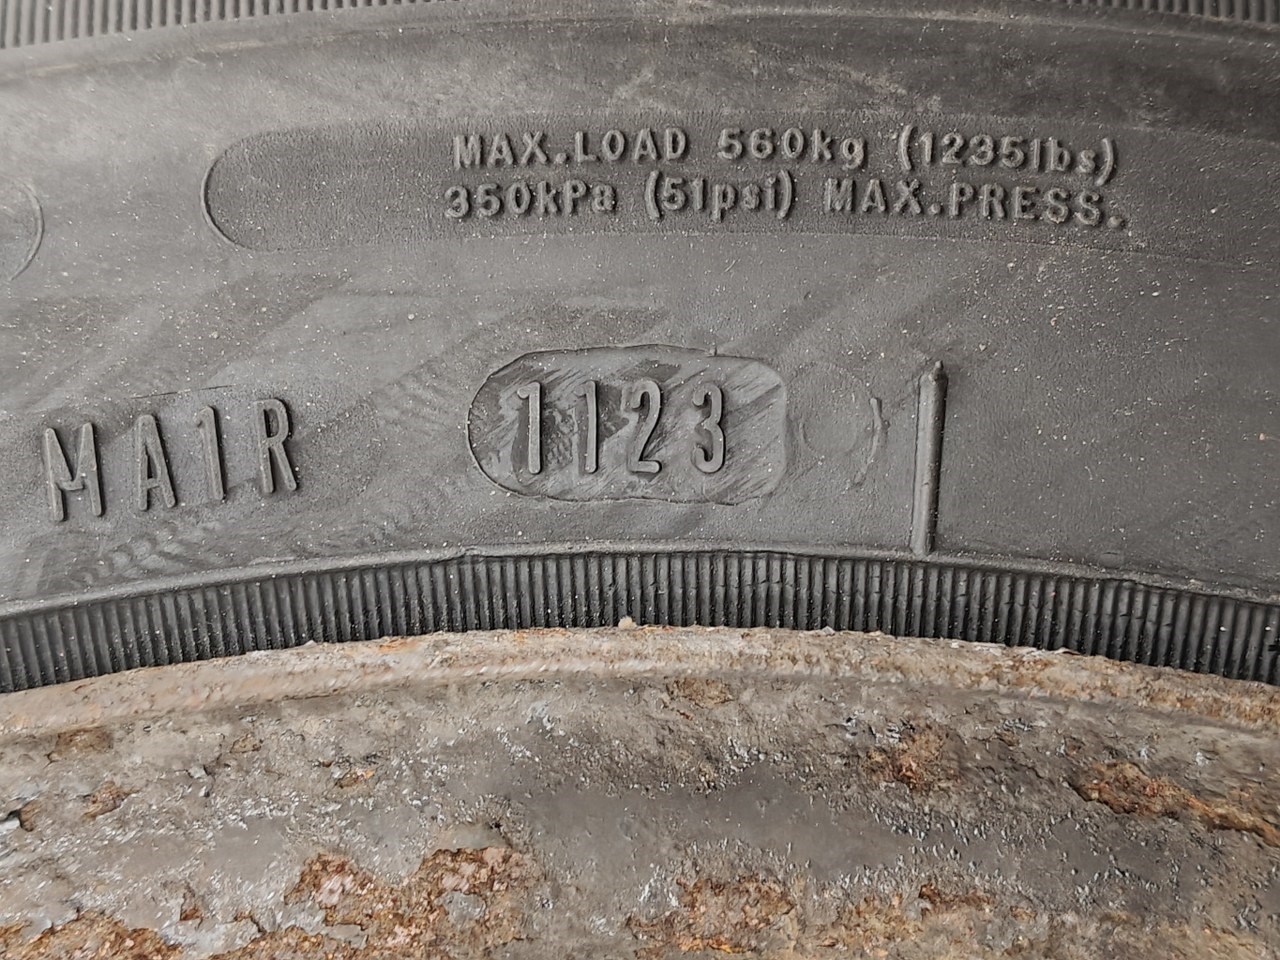 MAX.LOAD 560kg (1235lbs)
350kPa (51psi) MAX.PRESS.
MA1R 1123